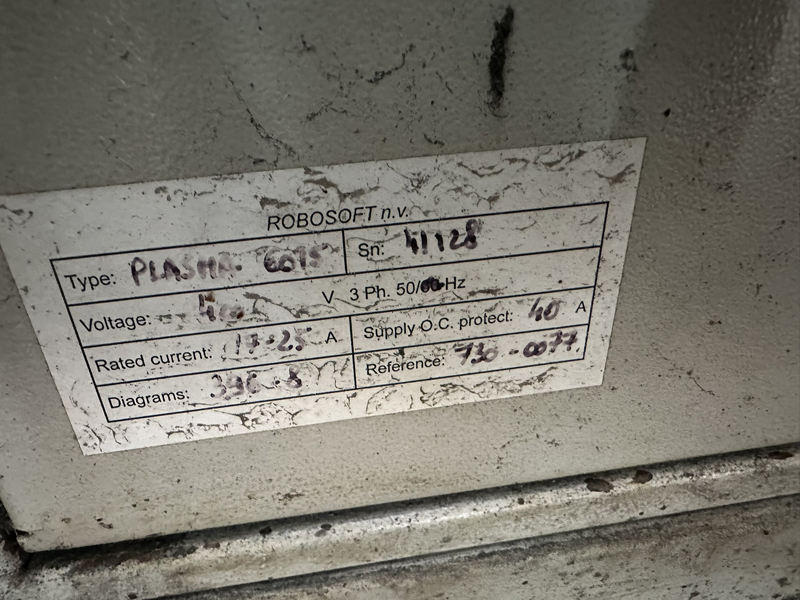 ROBOSOFT n.v.
Type: PLASMA 6015 Sn: 41128
Voltage: 400 V 3 Ph. 50/60 Hz
Rated current: 17-25 A Supply O.C. protect: 40 A
Diagrams: 396-8 Reference: 730-0077